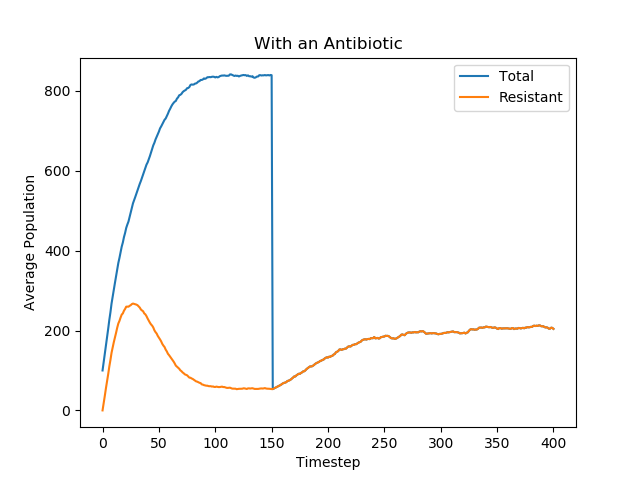 With an Antibiotic
Total
Resistant
Average Population
800
600
400
200
0
0 50 100 150 200 250 300 350 400
Timestep